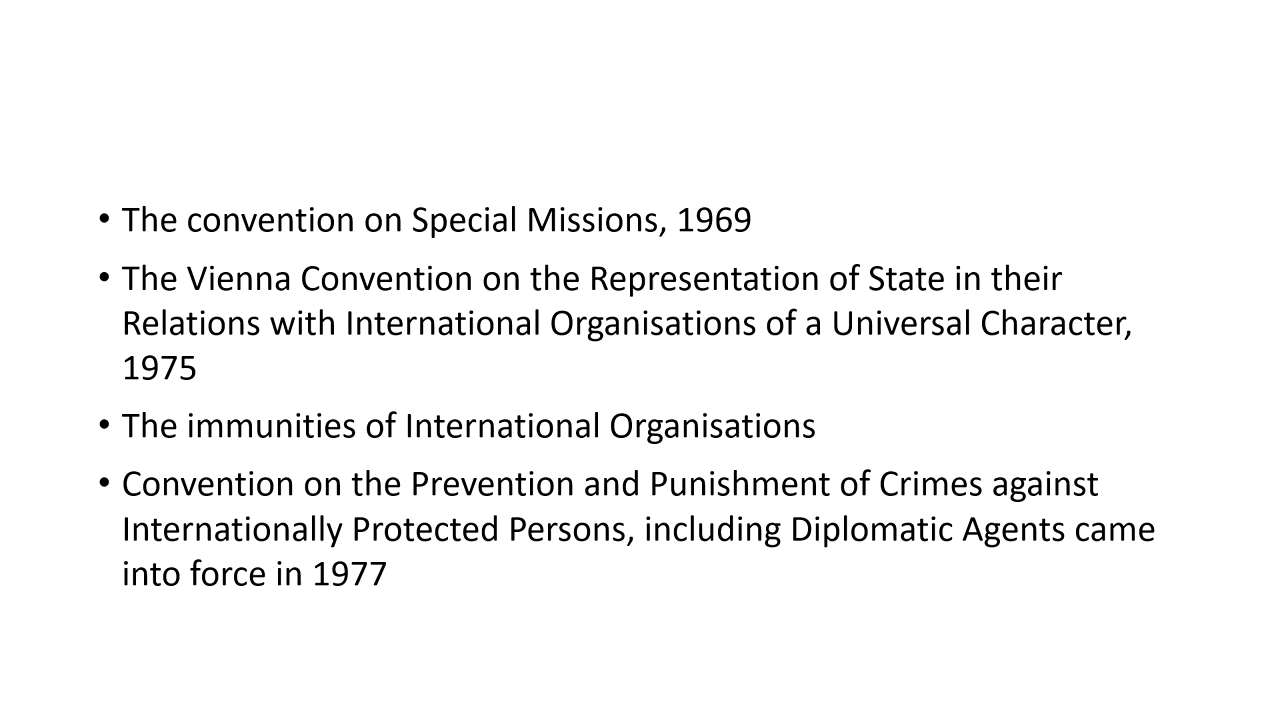 • The convention on Special Missions, 1969
• The Vienna Convention on the Representation of State in their
Relations with International Organisations of a Universal Character,
1975
• The immunities of International Organisations
• Convention on the Prevention and Punishment of Crimes against
Internationally Protected Persons, including Diplomatic Agents came
into force in 1977